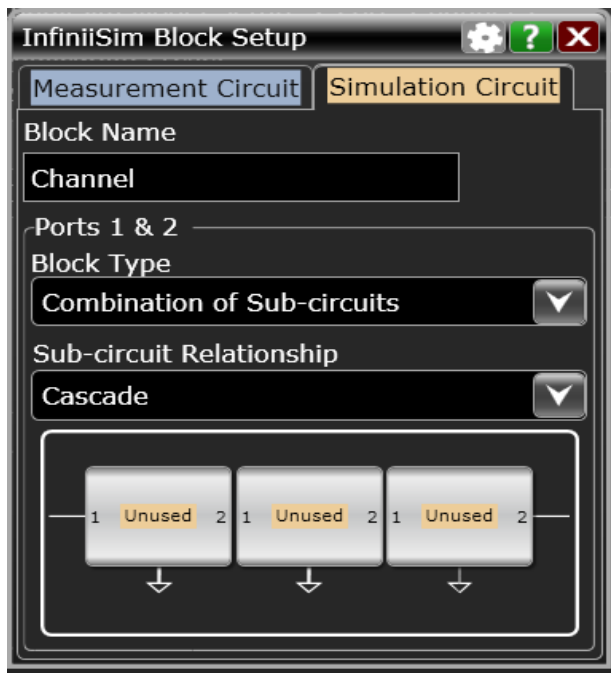 InfiniiSim Block Setup ?
Measurement Circuit Simulation Circuit
Block Name
Channel
Ports 1 & 2
Block Type
Combination of Sub-circuits
Sub-circuit Relationship
Cascade
1 Unused 2 1 Unused 2 1 Unused 2